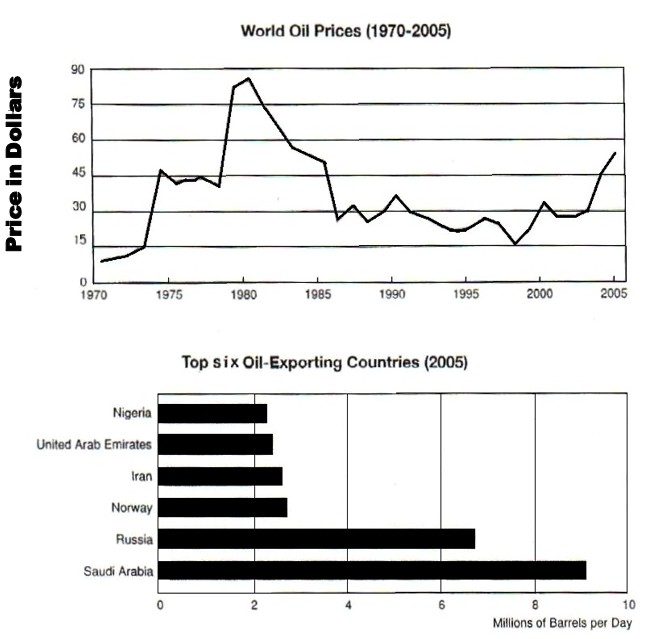 World Oil Prices (1970-2005)
Price in Dollars
90
75
60
45
30
15
0
1970 1975 1980 1985 1990 1995 2000 2005
Top six Oil-Exporting Countries (2005)
Nigeria
United Arab Emirates
Iran
Norway
Russia
Saudi Arabia
0 2 4 6 8 10
Millions of Barrels per Day